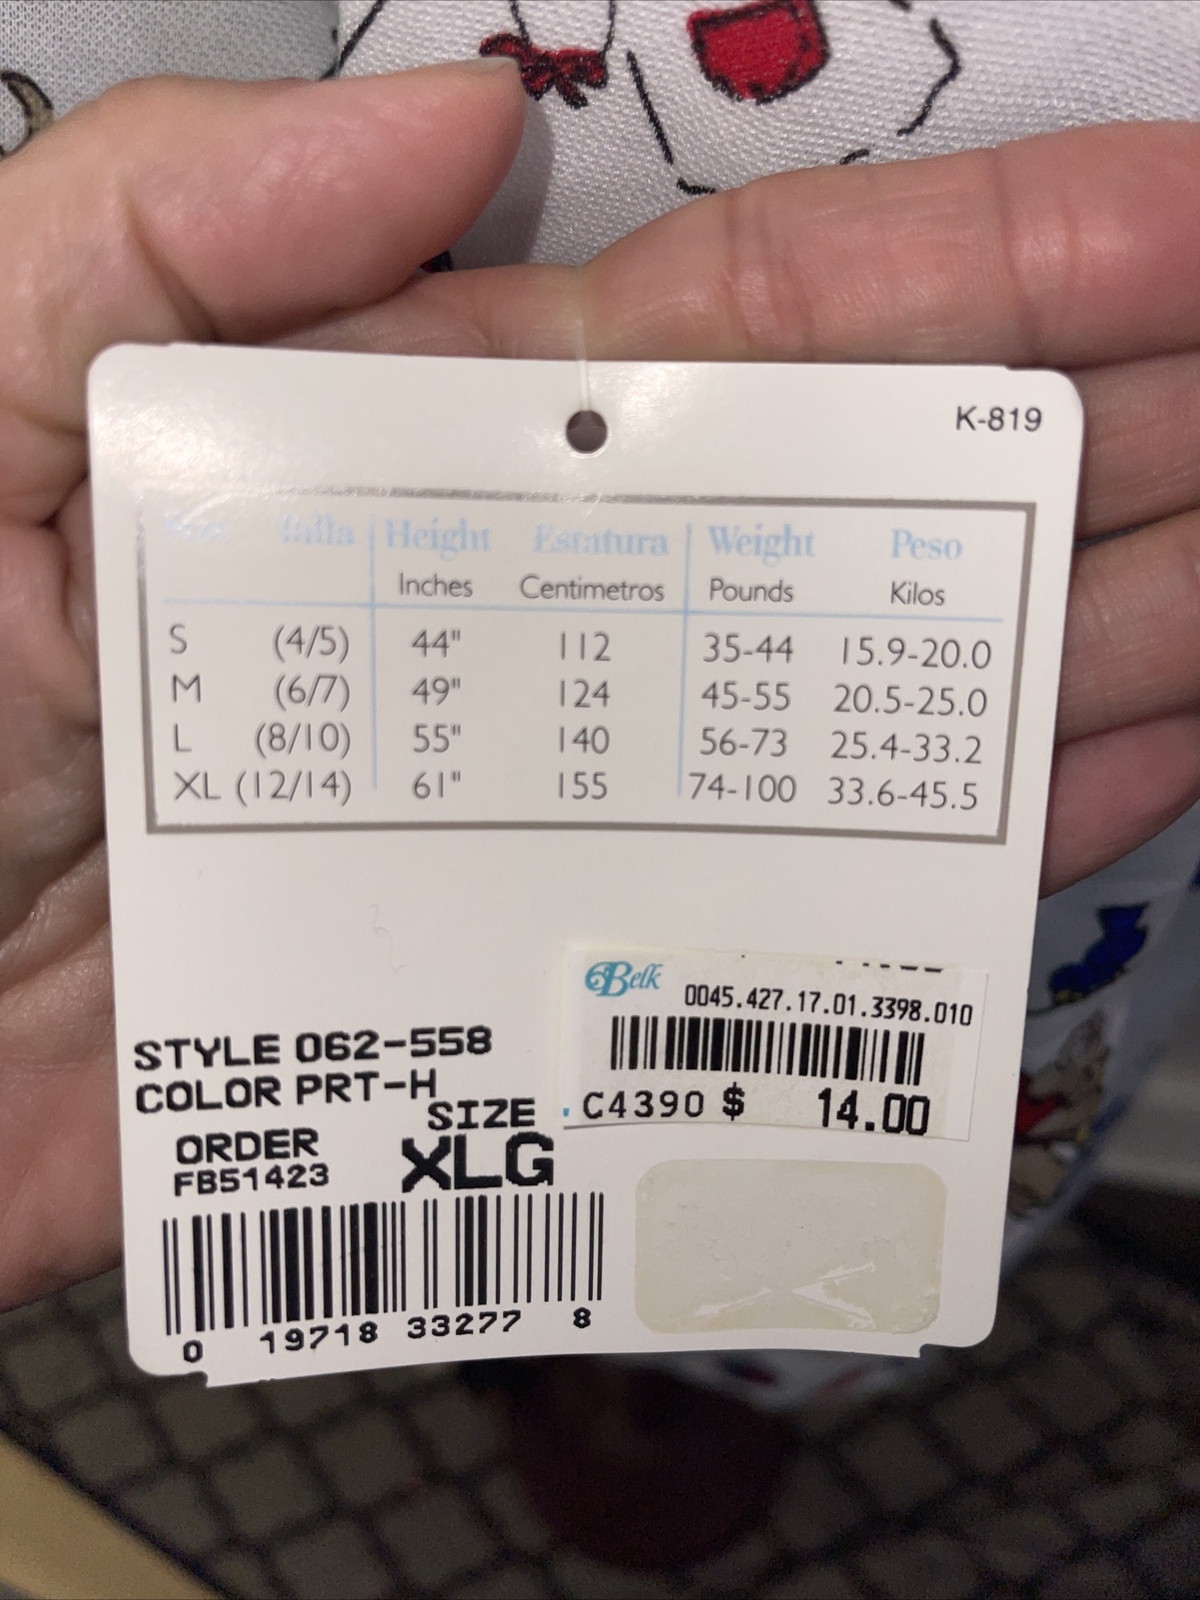 K-819
Talla Height Estatura Weight Peso
Inches Centimetros Pounds Kilos
S (4/5) 44" 112 35-44 15.9-20.0
M (6/7) 49" 124 45-55 20.5-25.0
L (8/10) 55" 140 56-73 25.4-33.2
XL (12/14) 61" 155 74-100 33.6-45.5
Belk
0045.427.17.01.3398.010
C4390 $ 14.00
STYLE 062-558
COLOR PRT-H
SIZE
ORDER XLG
FB51423
0 19718 33277 8